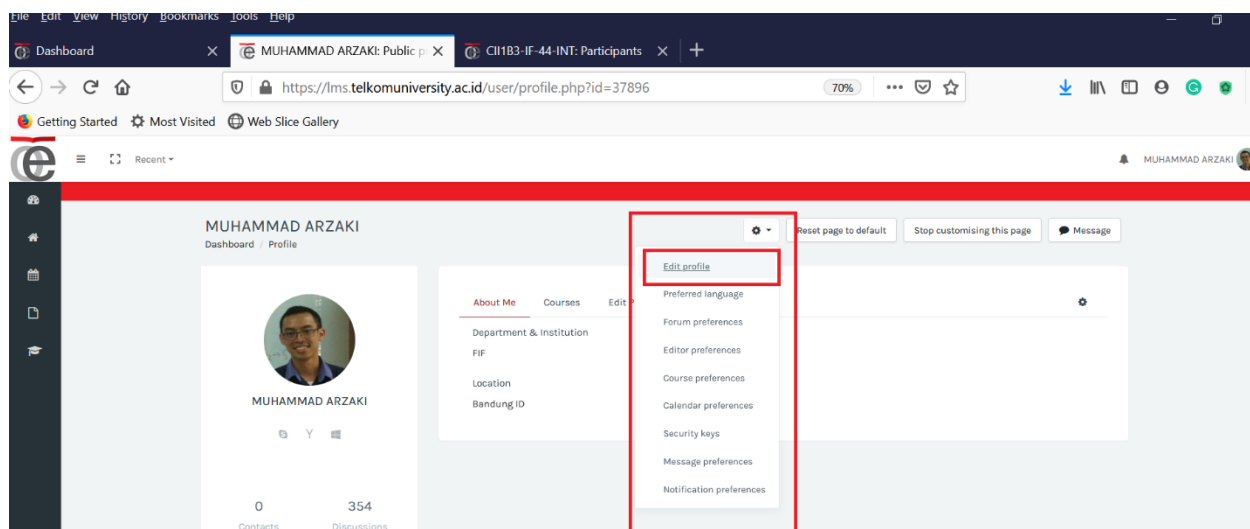 File Edit View History Bookmarks Tools Help
Dashboard
MUHAMMAD ARZAKI: Public p
CII1B3-IF-44-INT: Participants
https://lms.telkomuniversity.ac.id/user/profile.php?id=37896
70%
Getting Started Most Visited Web Slice Gallery
Recent
MUHAMMAD ARZAKI
MUHAMMAD ARZAKI
Dashboard / Profile
Reset page to default
Stop customising this page
Message
MUHAMMAD ARZAKI
0 354
Contacts Discussions
About Me Courses Edit
Department & Institution
FIF
Location
Bandung ID
Edit profile
Preferred language
Forum preferences
Editor preferences
Course preferences
Calendar preferences
Security keys
Message preferences
Notification preferences